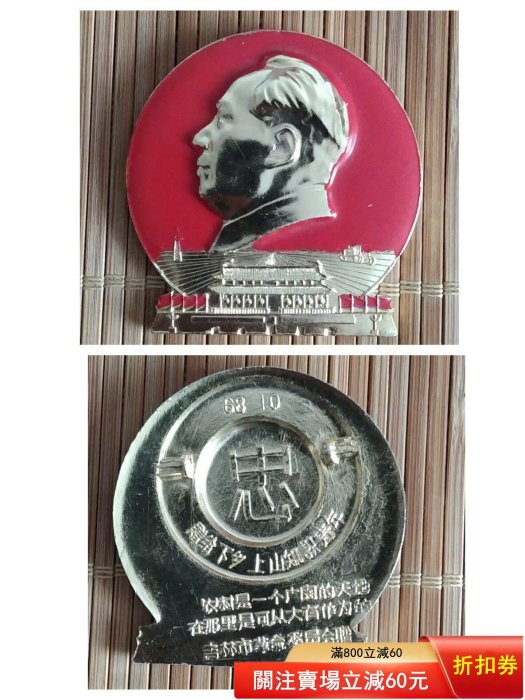 68 10
忠
赠给下乡上山知识青年
农村是一个广阔的天地
在那里是可以大有作为的
吉林市革命委员会赠
滿800立減60
關注賣場立減60元
折扣券